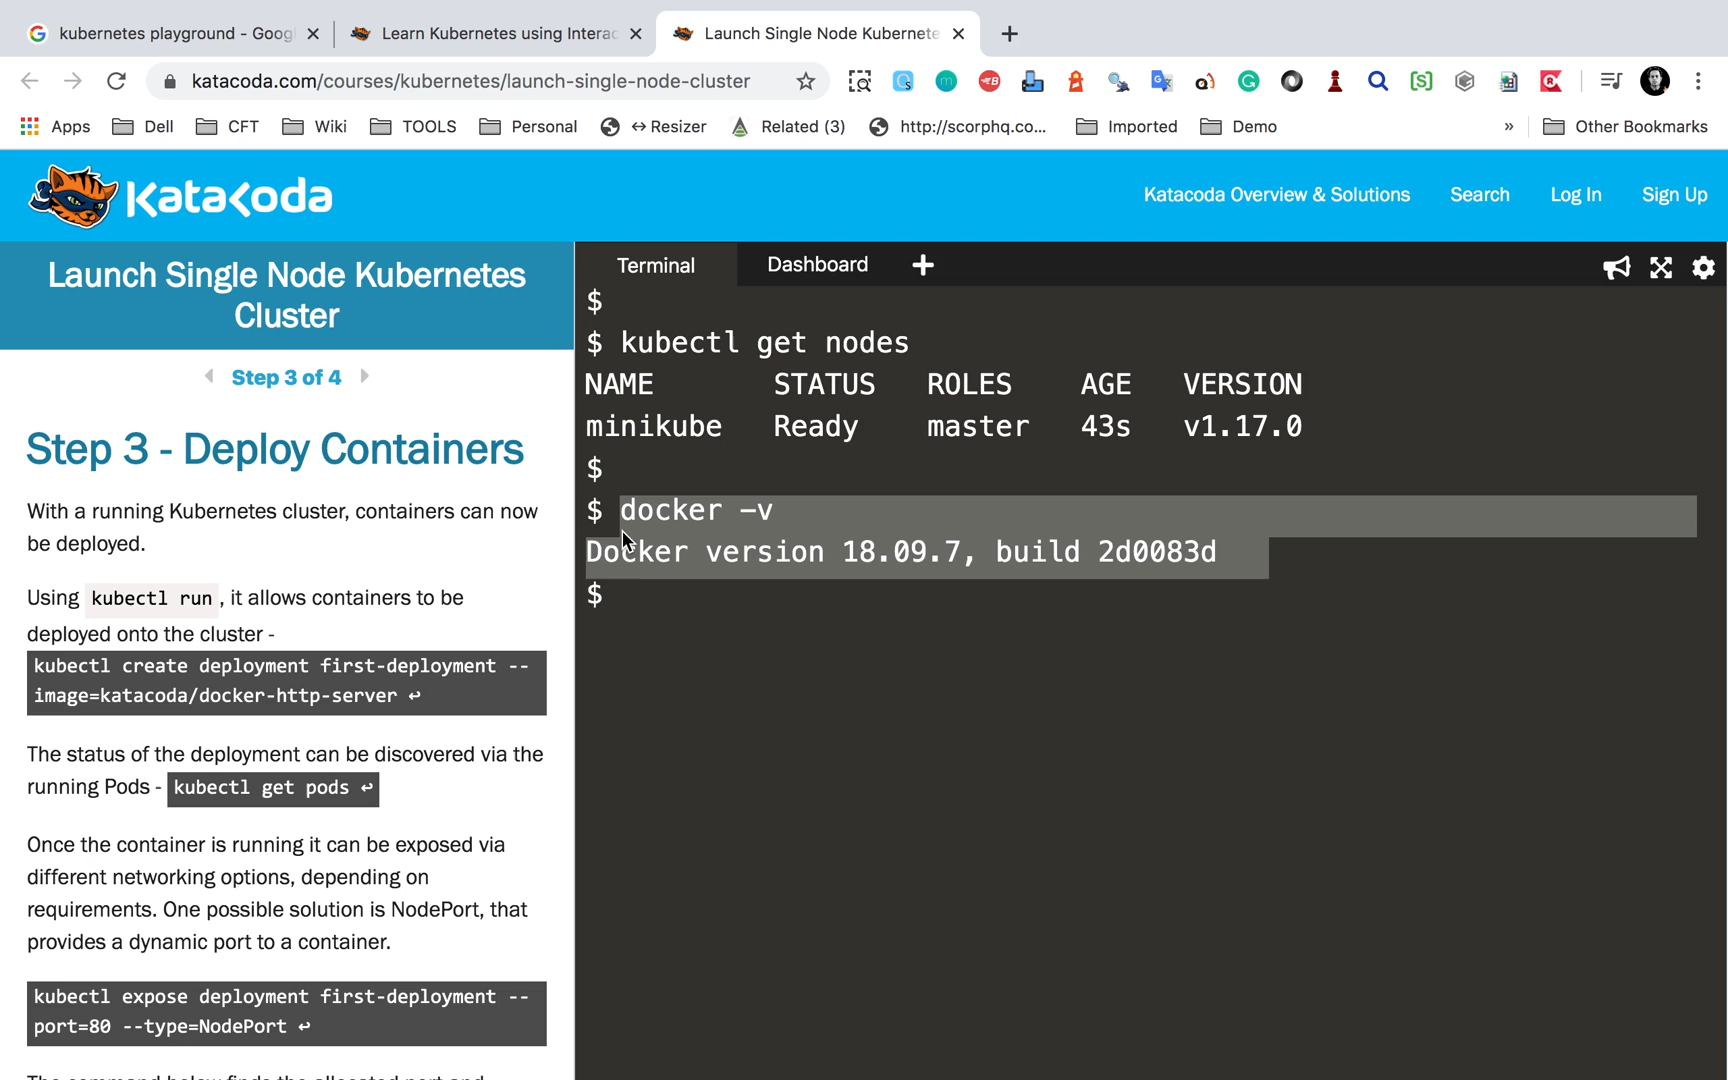 kubernetes playground - Googl
Learn Kubernetes using Interac
Launch Single Node Kubernete
katacoda.com/courses/kubernetes/launch-single-node-cluster
Apps
Dell
CFT
Wiki
TOOLS
Personal
↔Resizer
Related (3)
http://scorphq.co...
Imported
Demo
»
Other Bookmarks
Katacoda
Katacoda Overview & Solutions
Search
Log In
Sign Up
Launch Single Node Kubernetes
Cluster
Step 3 of 4
Step 3 - Deploy Containers
With a running Kubernetes cluster, containers can now
be deployed.
Using kubectl run , it allows containers to be
deployed onto the cluster -
kubectl create deployment first-deployment --
image=katacoda/docker-http-server ↩
The status of the deployment can be discovered via the
running Pods - kubectl get pods ↩
Once the container is running it can be exposed via
different networking options, depending on
requirements. One possible solution is NodePort, that
provides a dynamic port to a container.
kubectl expose deployment first-deployment --
port=80 --type=NodePort ↩
Terminal
Dashboard
$
$ kubectl get nodes
NAME STATUS ROLES AGE VERSION
minikube Ready master 43s v1.17.0
$
$ docker -v
Docker version 18.09.7, build 2d0083d
$